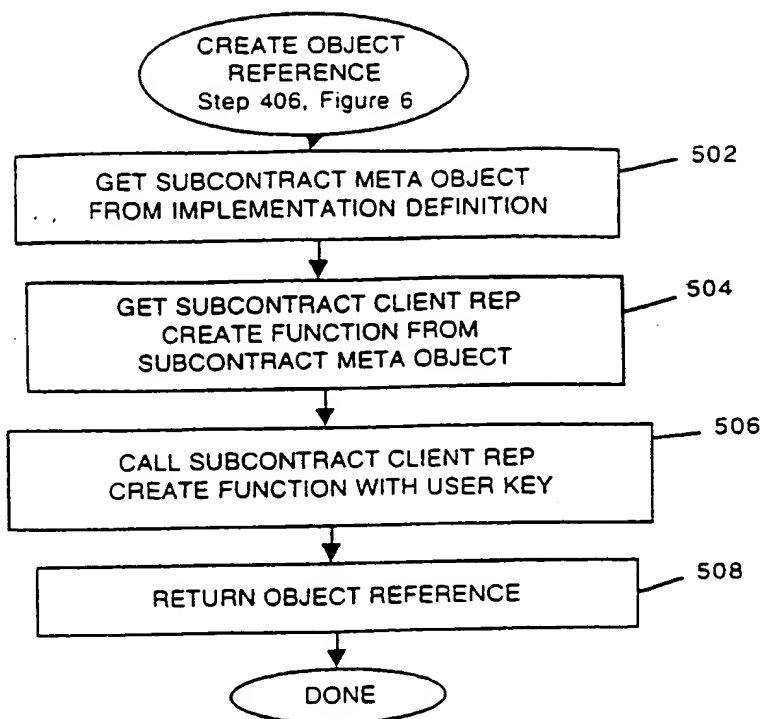 CREATE OBJECT
REFERENCE
Step 406, Figure 6
502
GET SUBCONTRACT META OBJECT
FROM IMPLEMENTATION DEFINITION
504
GET SUBCONTRACT CLIENT REP
CREATE FUNCTION FROM
SUBCONTRACT META OBJECT
506
CALL SUBCONTRACT CLIENT REP
CREATE FUNCTION WITH USER KEY
508
RETURN OBJECT REFERENCE
DONE